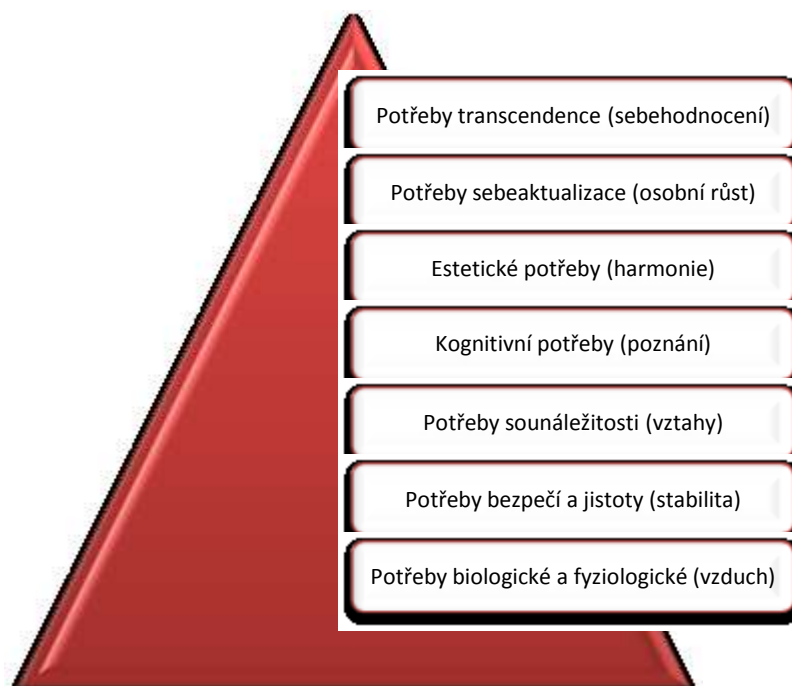 Potřeby transcendence (sebehodnocení)
Potřeby sebeaktualizace (osobní růst)
Estetické potřeby (harmonie)
Kognitivní potřeby (poznání)
Potřeby sounáležitosti (vztahy)
Potřeby bezpečí a jistoty (stabilita)
Potřeby biologické a fyziologické (vzduch)